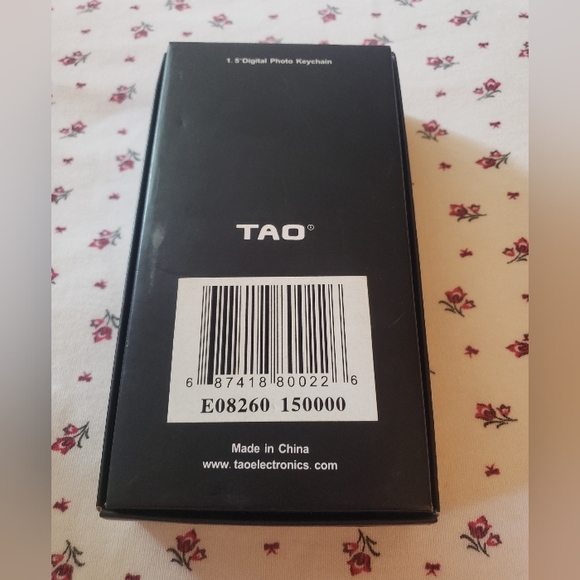 1.5"Digital Photo Keychain
TAO®
6 87418 80022 6
E08260 150000
Made in China
www.taoelectronics.com